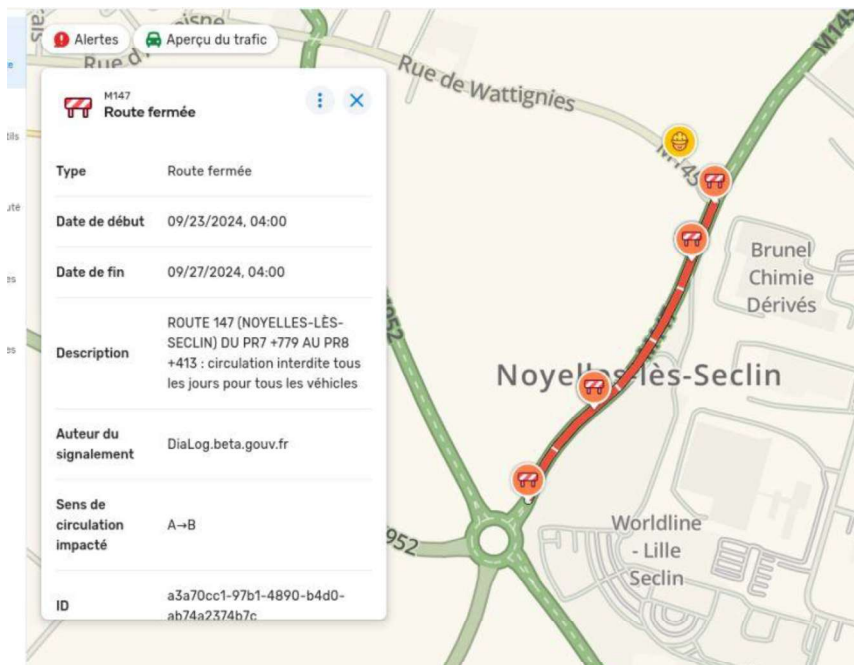 Alertes
Aperçu du trafic
Rue de Wattignies
M145
M147
Route fermée
Type
Route fermée
Date de début
09/23/2024, 04:00
Date de fin
09/27/2024, 04:00
Description
ROUTE 147 (NOYELLES-LÈS-
SECLIN) DU PR7 +779 AU PR8
+413 : circulation interdite tous
les jours pour tous les véhicules
Auteur du
signalement
DiaLog.beta.gouv.fr
Sens de
circulation
impacté
A→B
ID
a3a70cc1-97b1-4890-b4d0-
ab74a2374b7c
Brunel
Chimie
Dérivés
Noyelles-lès-Seclin
Worldline
- Lille
Seclin